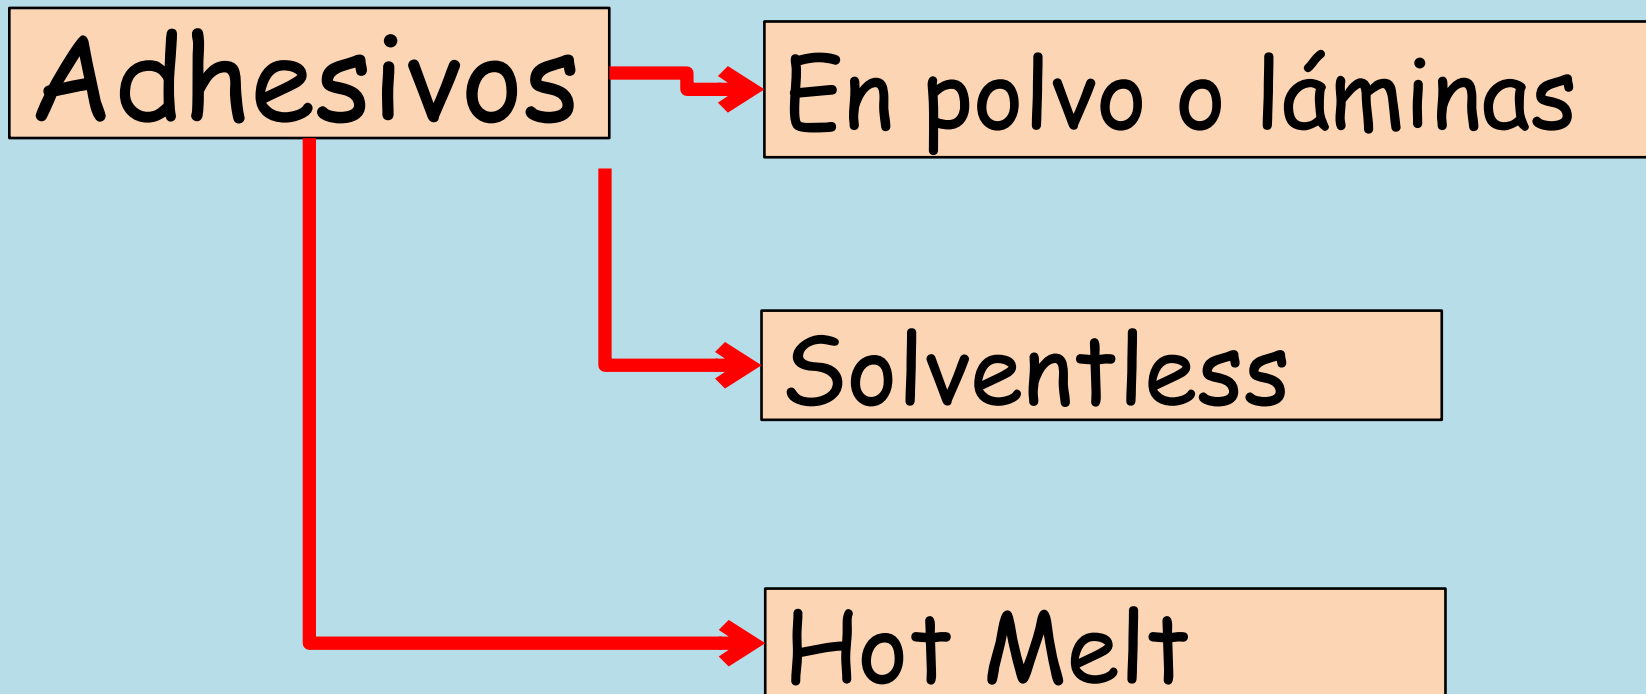 Adhesivos
En polvo o láminas
Solventless
Hot Melt